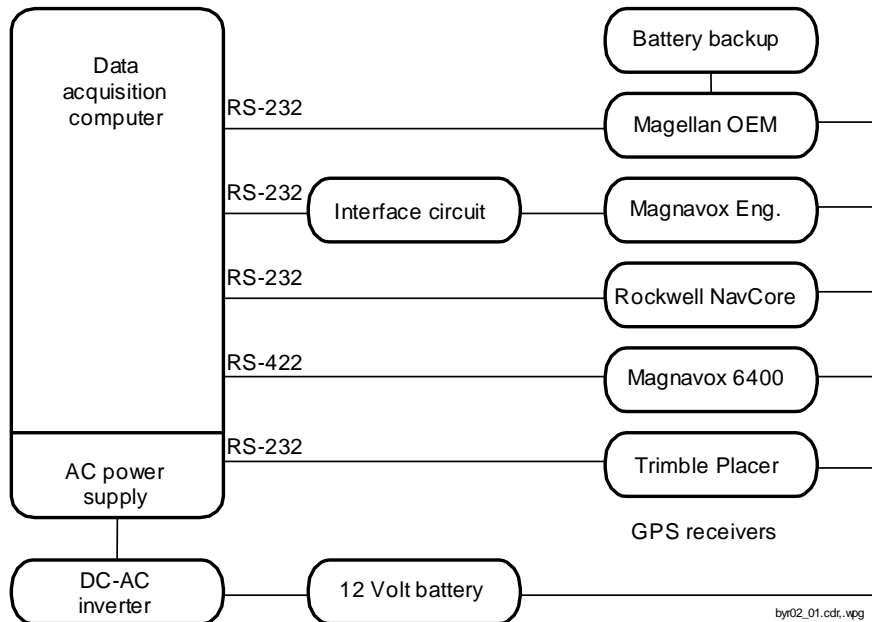 Battery backup
Data
acquisition
computer
RS-232
Magellan OEM
RS-232
Interface circuit
Magnavox Eng.
RS-232
Rockwell NavCore
RS-422
Magnavox 6400
RS-232
AC power
supply
Trimble Placer
GPS receivers
DC-AC
inverter
12 Volt battery
byr02_01.cdr,.wpg